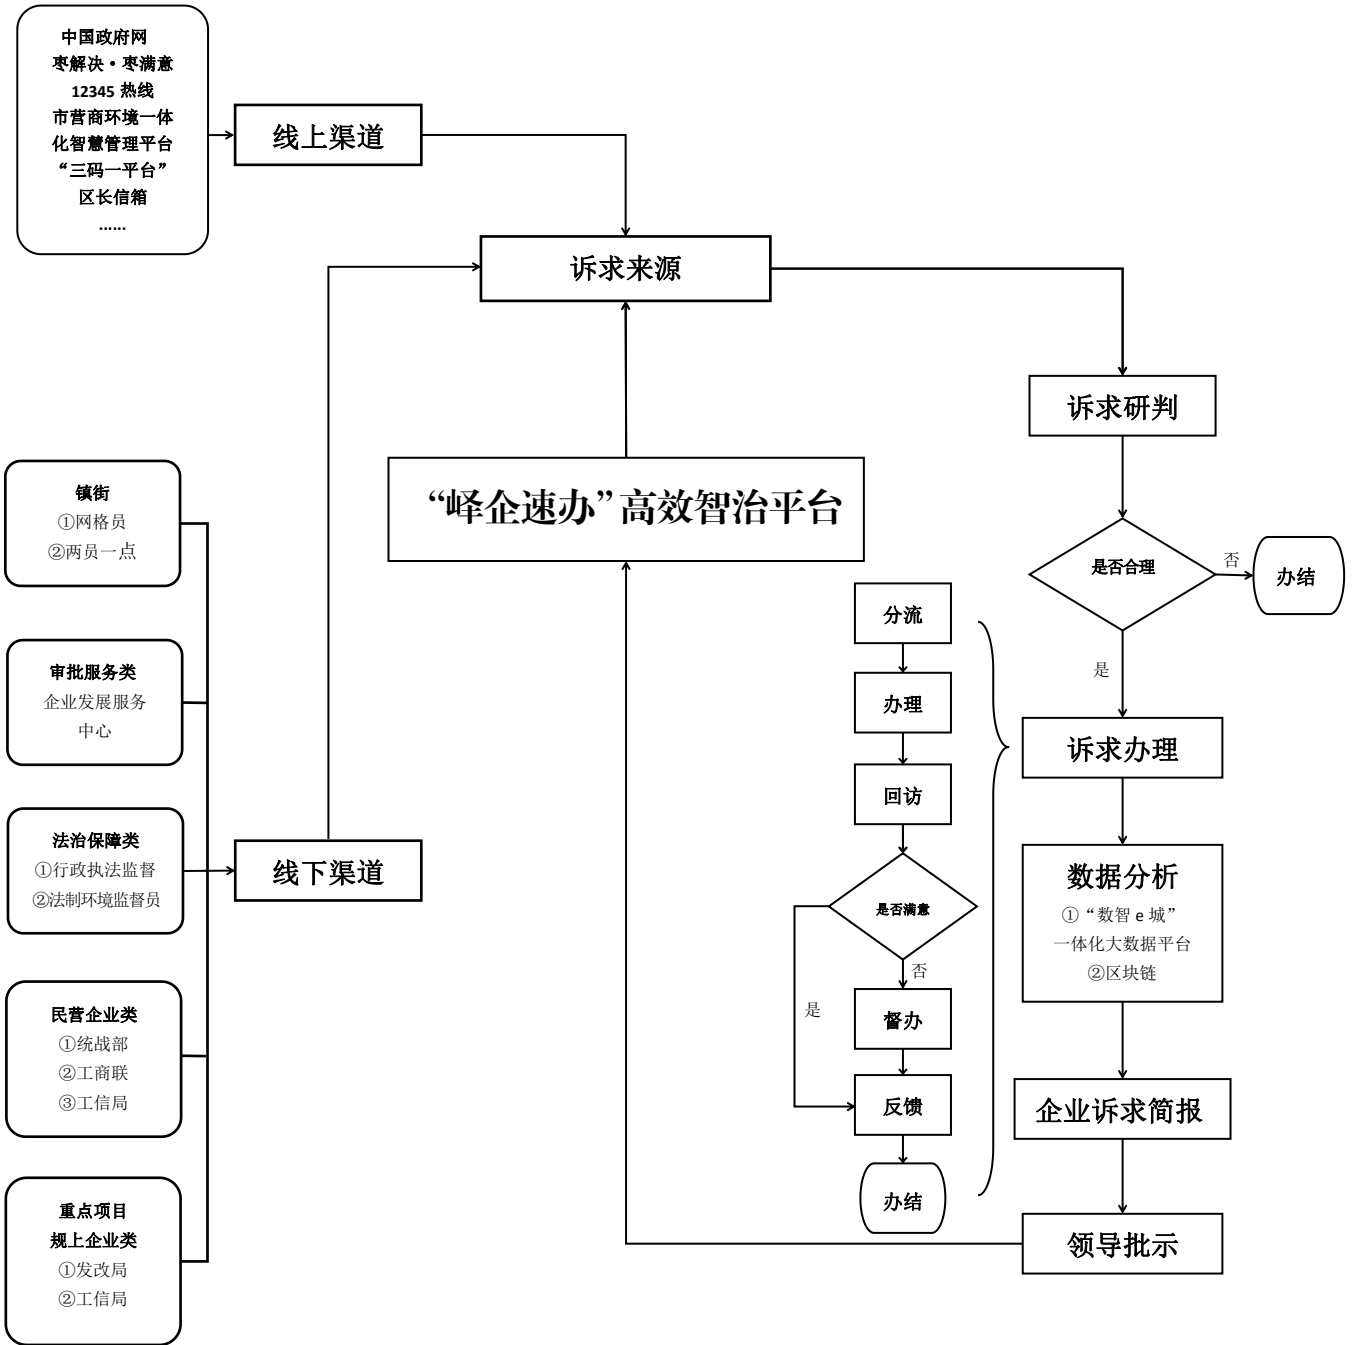 中国政府网
枣解决·枣满意
12345 热线
市营商环境一体
化智慧管理平台
“三码一平台”
区长信箱
……
线上渠道
诉求来源
诉求研判
“峄企速办”高效智治平台
是否合理
否
办结
是
镇街
①网格员
②两员一点
审批服务类
企业发展服务
中心
法治保障类
①行政执法监督
②法制环境监督员
民营企业类
①统战部
②工商联
③工信局
重点项目
规上企业类
①发改局
②工信局
线下渠道
分流
办理
回访
是否满意
否
是
督办
反馈
办结
诉求办理
数据分析
①“数智 e 城”
一体化大数据平台
②区块链
企业诉求简报
领导批示